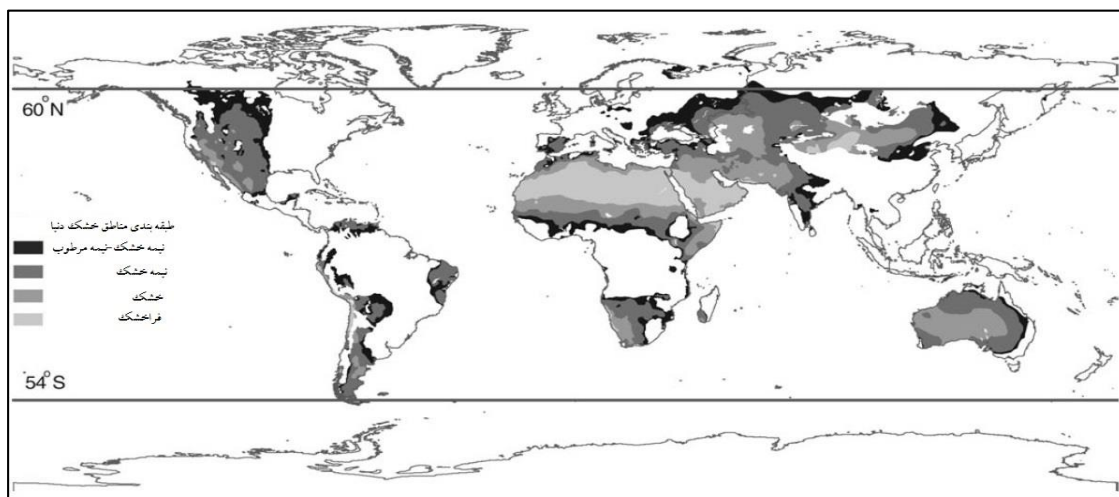 60°N
طبقه بندی مناطق خشک دنیا
نیمه خشک-نیمه مرطوب
نیمه خشک
خشک
فراخشک
54°S